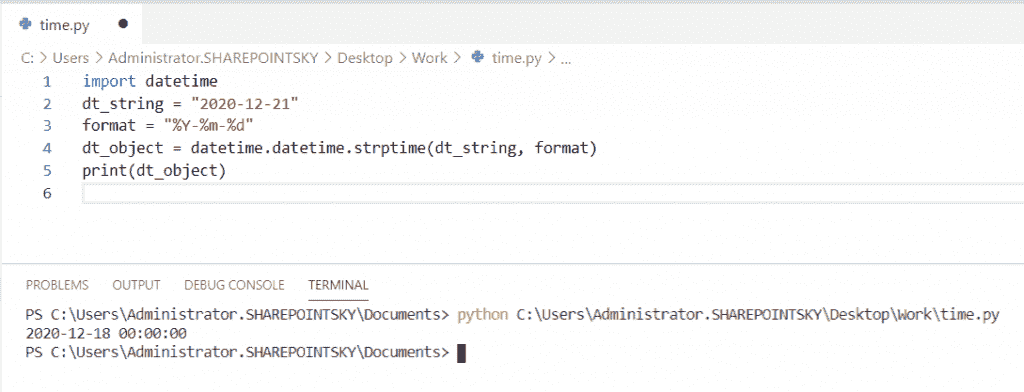 time.py
C: > Users > Administrator.SHAREPOINTSKY > Desktop > Work > time.py > ...
1 import datetime
2 dt_string = "2020-12-21"
3 format = "%Y-%m-%d"
4 dt_object = datetime.datetime.strptime(dt_string, format)
5 print(dt_object)
6
PROBLEMS OUTPUT DEBUG CONSOLE TERMINAL
PS C:\Users\Administrator.SHAREPOINTSKY\Documents> python C:\Users\Administrator.SHAREPOINTSKY\Desktop\Work\time.py
2020-12-18 00:00:00
PS C:\Users\Administrator.SHAREPOINTSKY\Documents>